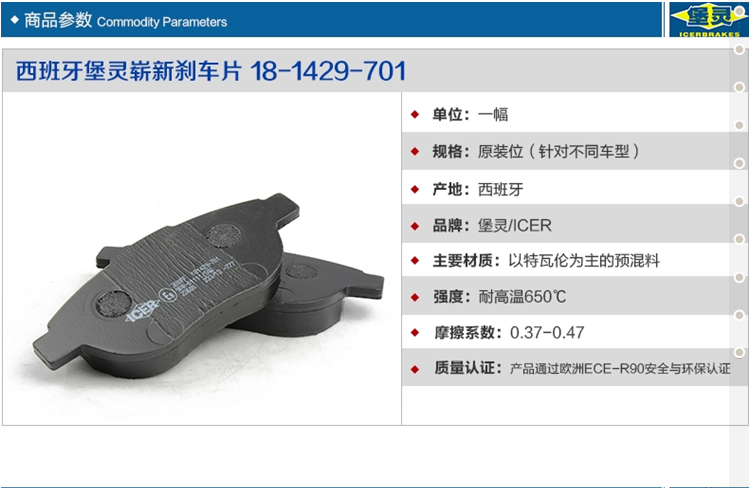 商品参数 Commodity Parameters
堡灵
ICERBRAKES
西班牙堡灵崭新刹车片 18-1429-701
单位：一幅
规格：原装位（针对不同车型）
产地：西班牙
品牌：堡灵/ICER
主要材质：以特瓦伦为主的预混料
强度：耐高温650℃
摩擦系数：0.37-0.47
质量认证：产品通过欧洲ECE-R90安全与环保认证
ICER